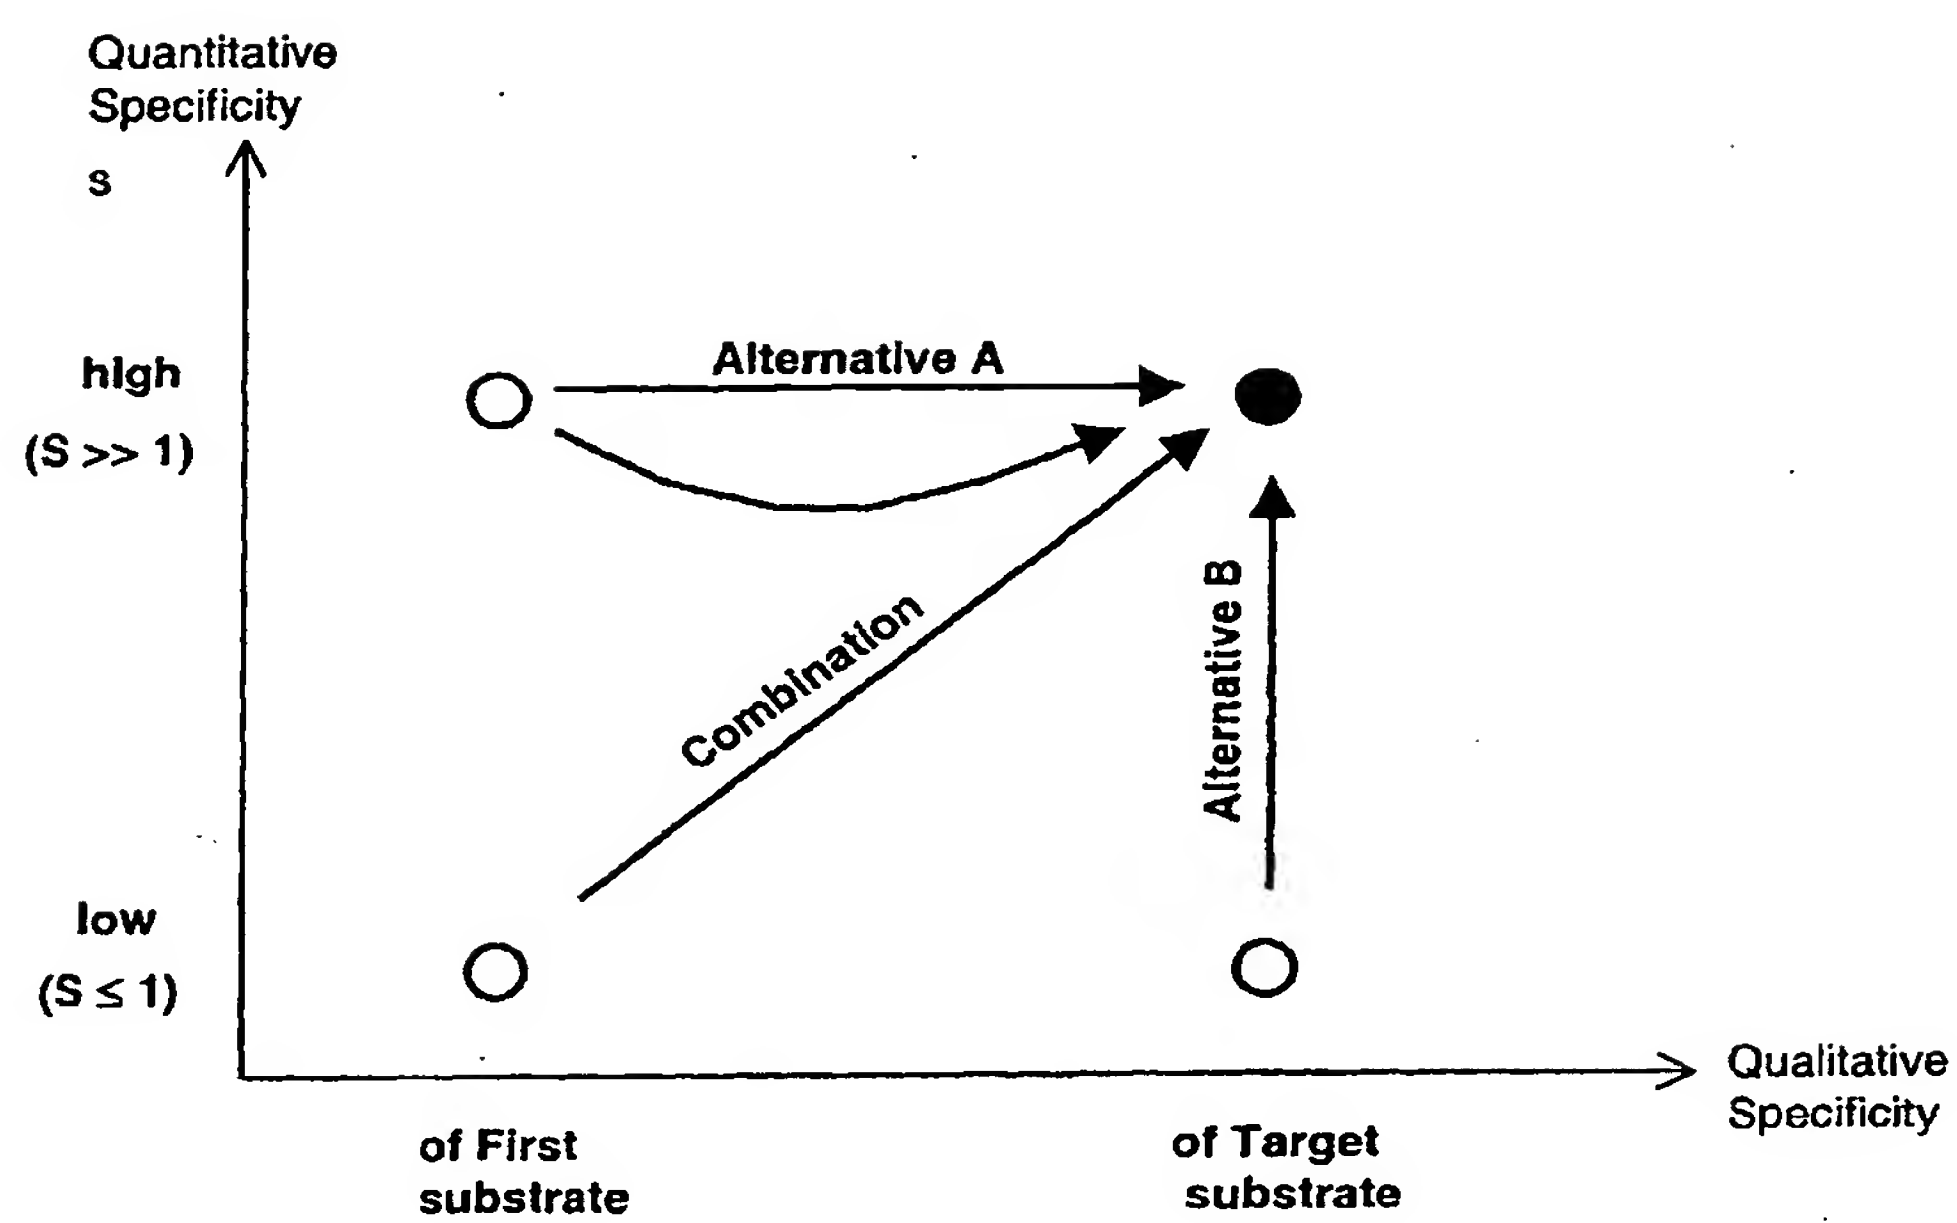 Quantitative
Specificity
s
high
(S >> 1)
Alternative A
Combination
Alternative B
low
(S ≤ 1)
Qualitative
Specificity
of First
substrate
of Target
substrate